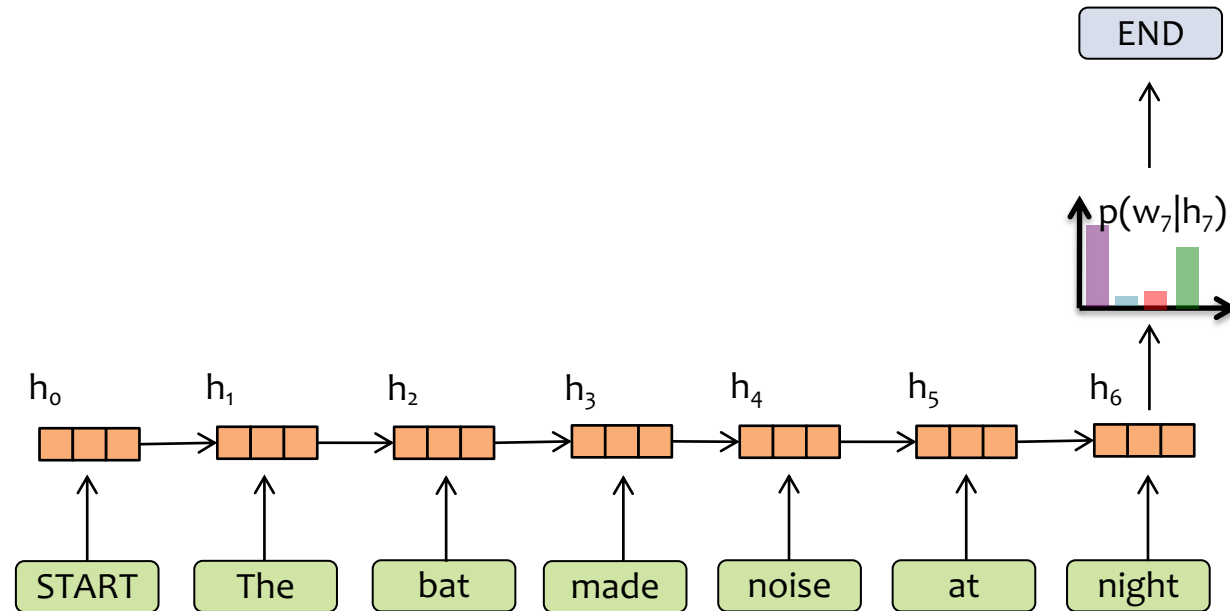 END
p(w₇|h₇)
h₀ h₁ h₂ h₃ h₄ h₅ h₆
START The bat made noise at night